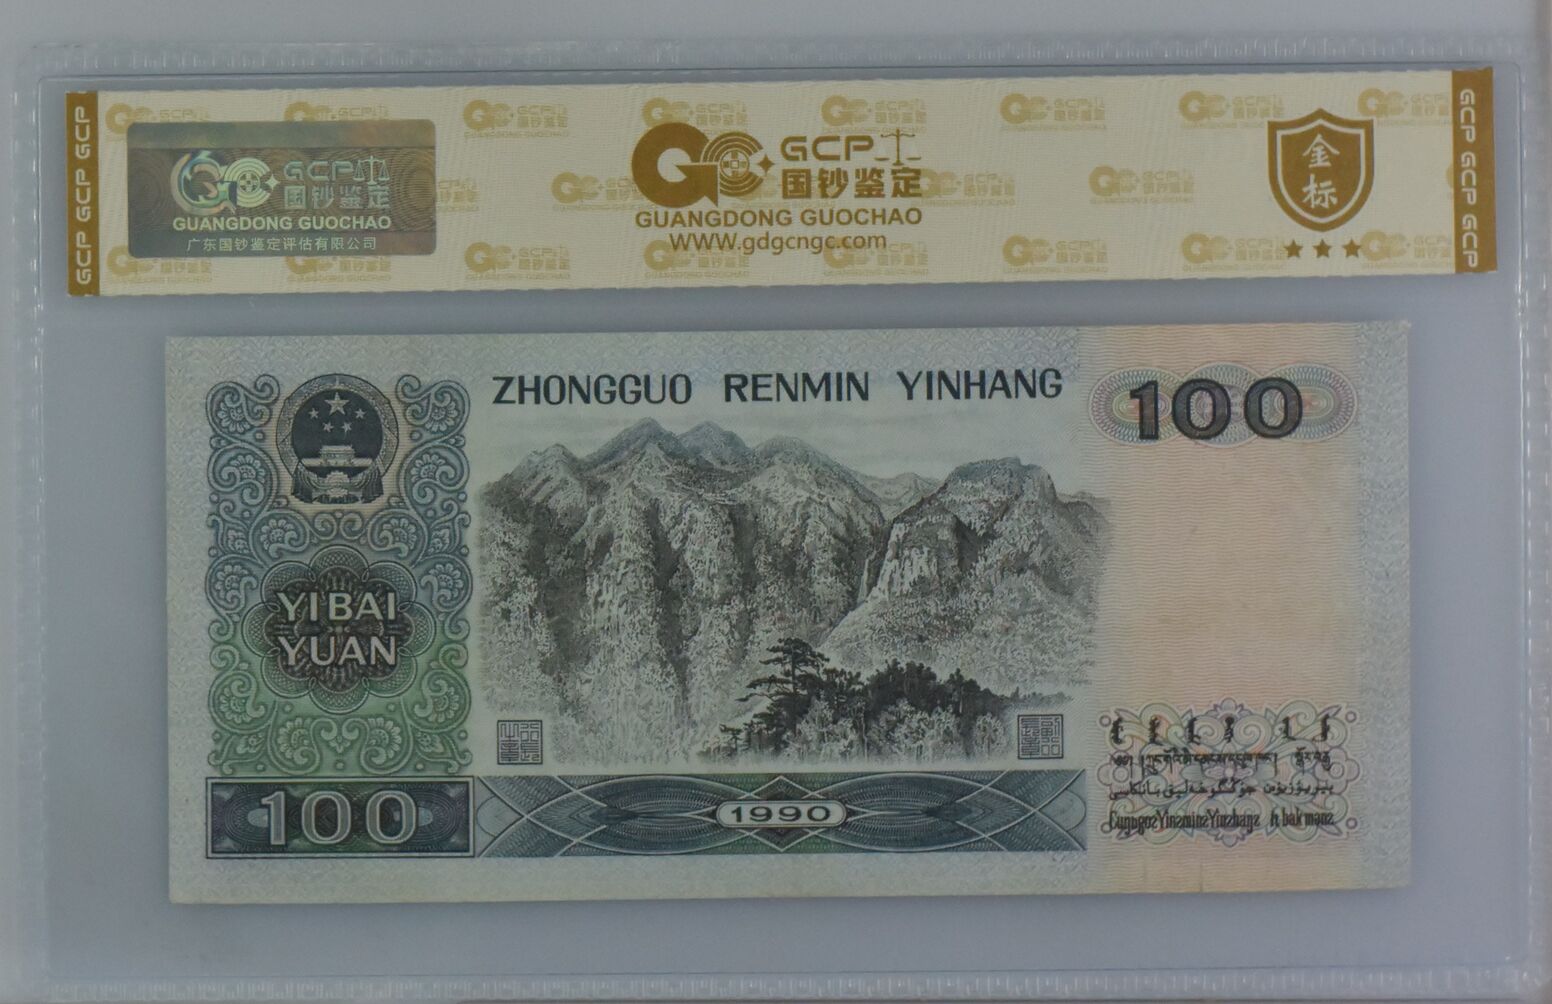 GCP GCP GCP
GCP
国钞鉴定
GUANGDONG GUOCHAO
广东国钞鉴定评估有限公司
GCP
国钞鉴定
GUANGDONG GUOCHAO
WWW.gdgcngc.com
金
标
GCP GCP GCP
ZHONGGUO RENMIN YINHANG
100
YI BAI
YUAN
100
1990